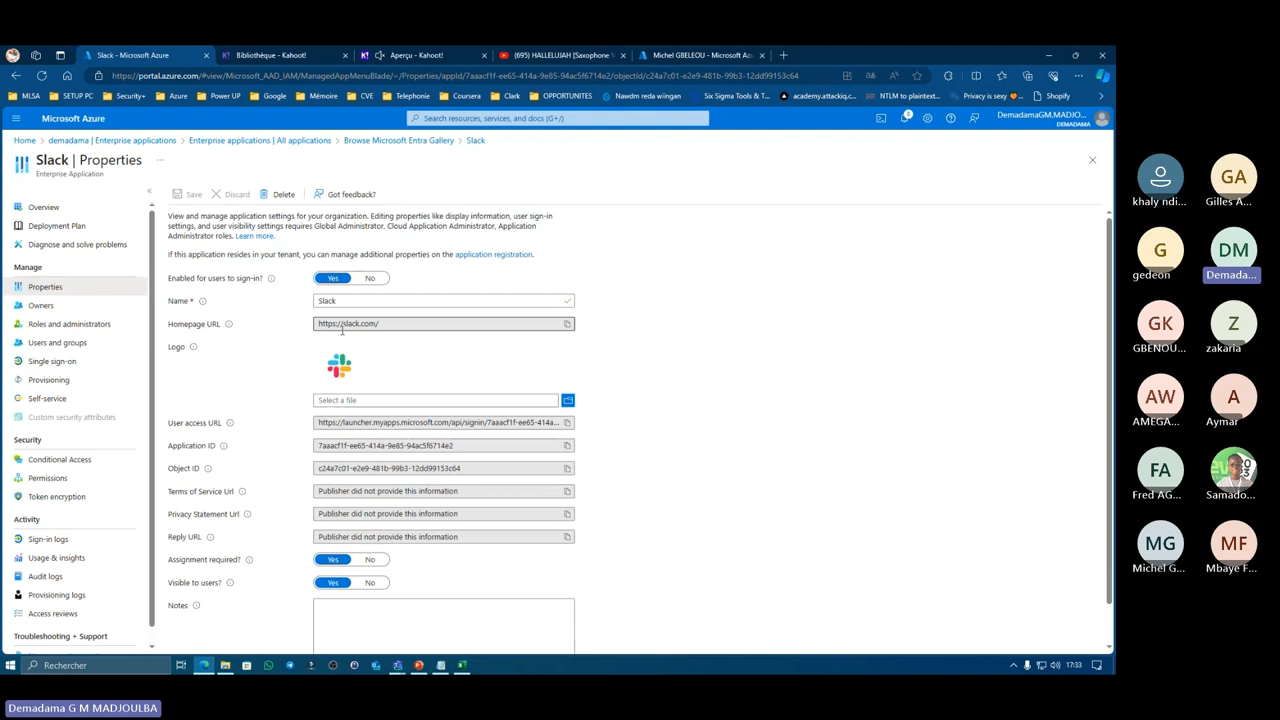 Slack - Microsoft Azure
Bibliothèque - Kahoot!
Aperçu - Kahoot!
(695) HALLELUJAH (Saxophone
Michel GBELEOU - Microsoft Az
https://portal.azure.com/#view/Microsoft_AAD_IAM/ManagedAppMenuBlade/~/Properties/appId/7aaacf1f-ee65-414a-9e85-94ac5f6714e2/objectId/c24a7c01-e2e9-481b-99b3-12dd99153c64
MLSA
SETUP PC
Security+
Azure
Power UP
Google
Mémoire
CVE
Telephonie
Coursera
Clark
OPPORTUNITES
Nawdm reda wiingan
Six Sigma Tools & T...
academy.attackiq.c...
NTLM to plaintext...
Privacy is sexy
Shopify
Microsoft Azure
Search resources, services, and docs (G+/)
DemadamaGM.MADJOU...
DEMADAMA
Home > demadama | Enterprise applications > Enterprise applications | All applications > Browse Microsoft Entra Gallery > Slack
Slack | Properties ...
Enterprise Application
Save
Discard
Delete
Got feedback?
Overview
Deployment Plan
Diagnose and solve problems
Manage
Properties
Owners
Roles and administrators
Users and groups
Single sign-on
Provisioning
Self-service
Custom security attributes
Security
Conditional Access
Permissions
Token encryption
Activity
Sign-in logs
Usage & insights
Audit logs
Provisioning logs
Access reviews
Troubleshooting + Support
View and manage application settings for your organization. Editing properties like display information, user sign-in
settings, and user visibility settings requires Global Administrator, Cloud Application Administrator, Application
Administrator roles. Learn more.
If this application resides in your tenant, you can manage additional properties on the application registration.
Enabled for users to sign-in? Yes No
Name * Slack
Homepage URL https://slack.com/
Logo
Select a file
User access URL https://launcher.myapps.microsoft.com/api/signin/7aaacf1f-ee65-414a...
Application ID 7aaacf1f-ee65-414a-9e85-94ac5f6714e2
Object ID c24a7c01-e2e9-481b-99b3-12dd99153c64
Terms of Service Url Publisher did not provide this information
Privacy Statement Url Publisher did not provide this information
Reply URL Publisher did not provide this information
Assignment required? Yes No
Visible to users? Yes No
Notes
Rechercher
17:33
khaly ndi...
GA
Gilles A...
G
gedeon
DM
Demada...
GK
GBENOU...
Z
zakaria
AW
AMEGA...
A
Aymar
FA
Fred AG...
Samado...
MG
Michel G...
MF
Mbaye F...
Demadama G M MADJOULBA